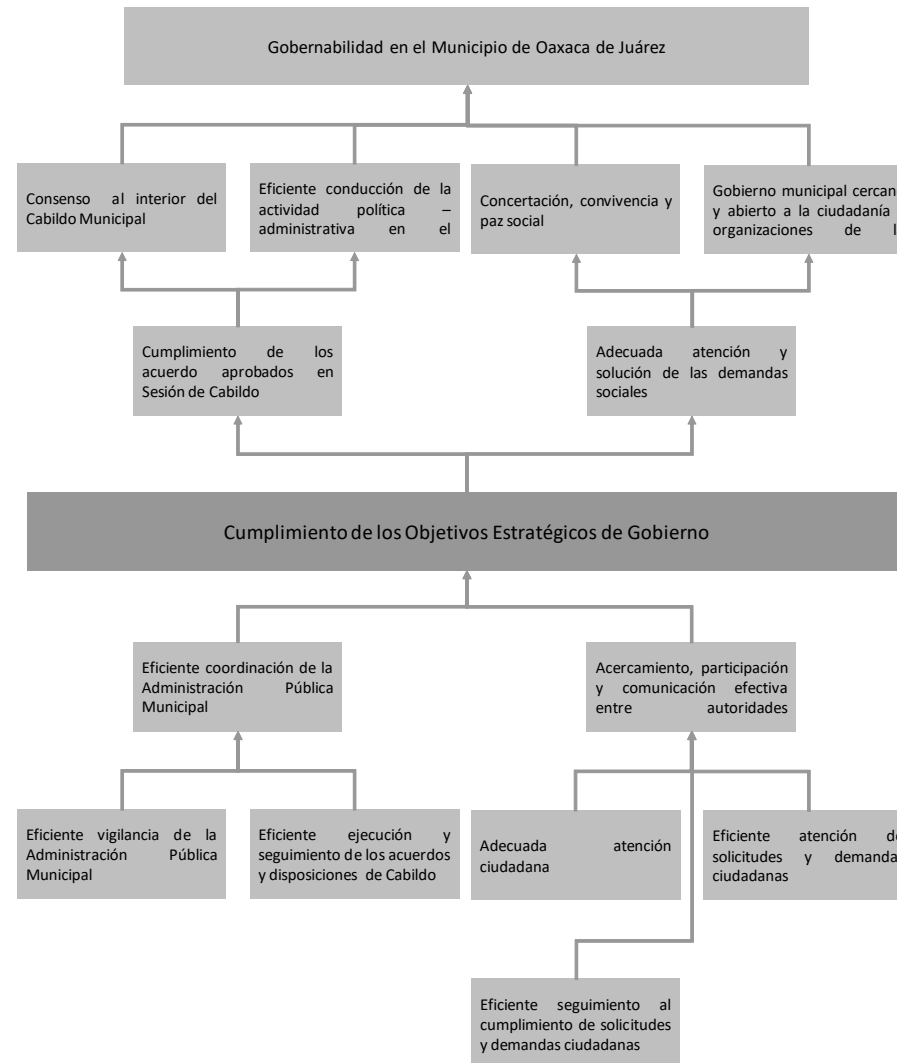 Gobernabilidad en el Municipio de Oaxaca de Juárez
Consenso al interior del
Cabildo Municipal
Eficiente conducción de la
actividad política –
administrativa en el
Concertación, convivencia y
paz social
Gobierno municipal
y abierto a la ciudadanía
organizaciones de
Cumplimiento de los
acuerdo aprobados en
Sesión de Cabildo
Adecuada atención y
solución de las demandas
sociales
Cumplimiento de los Objetivos Estratégicos de Gobierno
Eficiente coordinación de la
Administración Pública
Municipal
Acercamiento, participación
y comunicación efectiva
entre autoridades
Eficiente vigilancia de la
Administración Pública
Municipal
Eficiente ejecución y
seguimiento de los acuerdos
y disposiciones de Cabildo
Adecuada atención
ciudadana
Eficiente atención
solicitudes y
ciudadanas
Eficiente seguimiento al
cumplimiento de solicitudes
y demandas ciudadanas